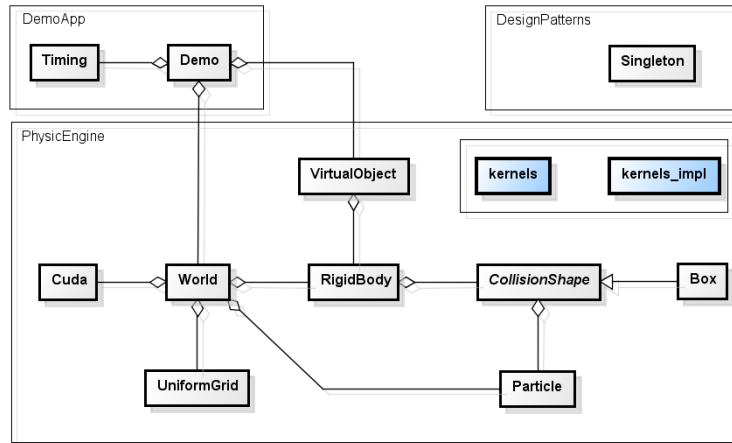 DemoApp
DesignPatterns
Timing
Demo
Singleton
PhysicEngine
VirtualObject
kernels
kernels_impl
Cuda
World
RigidBody
CollisionShape
Box
UniformGrid
Particle